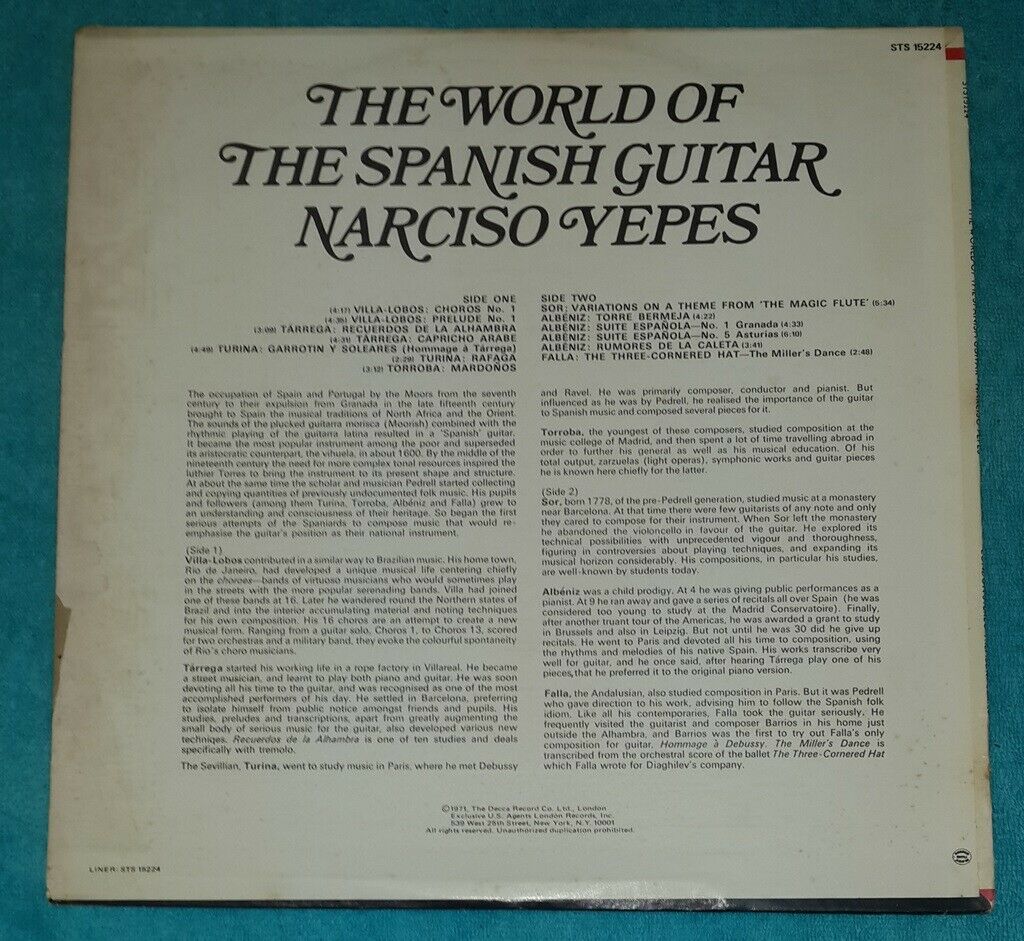 STS 15224
THE WORLD OF
THE SPANISH GUITAR
NARCISO YEPES
SIDE ONE
(4:17) VILLA-LOBOS: CHOROS No. 1
(4:35) VILLA-LOBOS: PRELUDE No. 1
(3:09) TÁRREGA: RECUERDOS DE LA ALHAMBRA
(4:31) TÁRREGA: CAPRICHO ARABE
(4:49) TURINA: GARROTIN Y SOLEARES (Hommage à Tárrega)
(2:29) TURINA: RAFAGA
(3:12) TORROBA: MARDOÑOS
SIDE TWO
SOR: VARIATIONS ON A THEME FROM 'THE MAGIC FLUTE' (5:34)
ALBÉNIZ: TORRE BERMEJA (4:22)
ALBÉNIZ: SUITE ESPAÑOLA—No. 1 Granada (4:33)
ALBÉNIZ: SUITE ESPAÑOLA—No. 5 Asturias (6:10)
ALBÉNIZ: RUMORES DE LA CALETA (3:41)
FALLA: THE THREE-CORNERED HAT—The Miller's Dance (2:48)
The occupation of Spain and Portugal by the Moors from the seventh
century to their expulsion from Granada in the late fifteenth century
brought to Spain the musical traditions of North Africa and the Orient.
The sounds of the plucked guitarra morisca (Moorish) combined with the
rhythmic playing of the guitarra latina resulted in a 'Spanish' guitar.
It became the most popular instrument among the poor and superseded
its aristocratic counterpart, the vihuela, in about 1600. By the middle of the
nineteenth century the need for more complex tonal resources inspired the
luthier Torres to bring the instrument to its present shape and structure.
At about the same time the scholar and musician Pedrell started collecting
and copying quantities of previously undocumented folk music. His pupils
and followers (among them Turina, Torroba, Albéniz and Falla) grew to
an understanding and consciousness of their heritage. So began the first
serious attempts of the Spaniards to compose music that would re-
emphasise the guitar's position as their national instrument.
(Side 1)
Villa-Lobos contributed in a similar way to Brazilian music. His home town,
Rio de Janeiro, had developed a unique musical life centering chiefly
on the choroes—bands of virtuoso musicians who would sometimes play
in the streets with the more popular serenading bands. Villa had joined
one of these bands at 16. Later he wandered round the Northern states of
Brazil and into the interior accumulating material and noting techniques
for his own composition. His 16 choros are an attempt to create a new
musical form. Ranging from a guitar solo, Choros 1, to Choros 13, scored
for two orchestras and a military band, they evoke the colourful spontaneity
of Rio's choro musicians.
Tárrega started his working life in a rope factory in Villareal. He became
a street musician, and learnt to play both piano and guitar. He was soon
devoting all his time to the guitar, and was recognised as one of the most
accomplished performers of his day. He settled in Barcelona, preferring
to isolate himself from public notice amongst friends and pupils. His
studies, preludes and transcriptions, apart from greatly augmenting the
small body of serious music for the guitar, also developed various new
techniqes. Recuerdos de la Alhambra is one of ten studies and deals
specifically with tremolo.
The Sevillian, Turina, went to study music in Paris, where he met Debussy
and Ravel. He was primarily composer, conductor and pianist. But
influenced as he was by Pedrell, he realised the importance of the guitar
to Spanish music and composed several pieces for it.
Torroba, the youngest of these composers, studied composition at the
music college of Madrid, and then spent a lot of time travelling abroad in
order to further his general as well as his musical education. Of his
total output, zarzuelas (light operas), symphonic works and guitar pieces
he is known here chiefly for the latter.
(Side 2)
Sor, born 1778, of the pre-Pedrell generation, studied music at a monastery
near Barcelona. At that time there were few guitarists of any note and only
they cared to compose for their instrument. When Sor left the monastery
he abandoned the violoncello in favour of the guitar. He explored its
technical possibilities with unprecedented vigour and thoroughness,
figuring in controversies about playing techniques, and expanding its
musical horizon considerably. His compositions, in particular his studies,
are well-known by students today.
Albéniz was a child prodigy. At 4 he was giving public performances as a
pianist. At 9 he ran away and gave a series of recitals all over Spain (he was
considered too young to study at the Madrid Conservatoire). Finally,
after another truant tour of the Americas, he was awarded a grant to study
in Brussels and also in Leipzig. But not until he was 30 did he give up
recitals. He went to Paris and devoted all his time to composition, using
the rhythms and melodies of his native Spain. His works transcribe very
well for guitar, and he once said, after hearing Tárrega play one of his
pieces, that he preferred it to the original piano version.
Falla, the Andalusian, also studied composition in Paris. But it was Pedrell
who gave direction to his work, advising him to follow the Spanish folk
idiom. Like all his contemporaries, Falla took the guitar seriously. He
frequently visited the guitarist and composer Barrios in his home just
outside the Alhambra, and Barrios was the first to try out Falla's only
composition for guitar, Hommage à Debussy. The Miller's Dance is
transcribed from the orchestral score of the ballet The Three-Cornered Hat
which Falla wrote for Diaghilev's company.
©1971, The Decca Record Co. Ltd., London
Exclusive U.S. Agents London Records, Inc.
539 West 25th Street, New York, N.Y. 10001
All rights reserved. Unauthorized duplication prohibited.
LINER: STS 15224